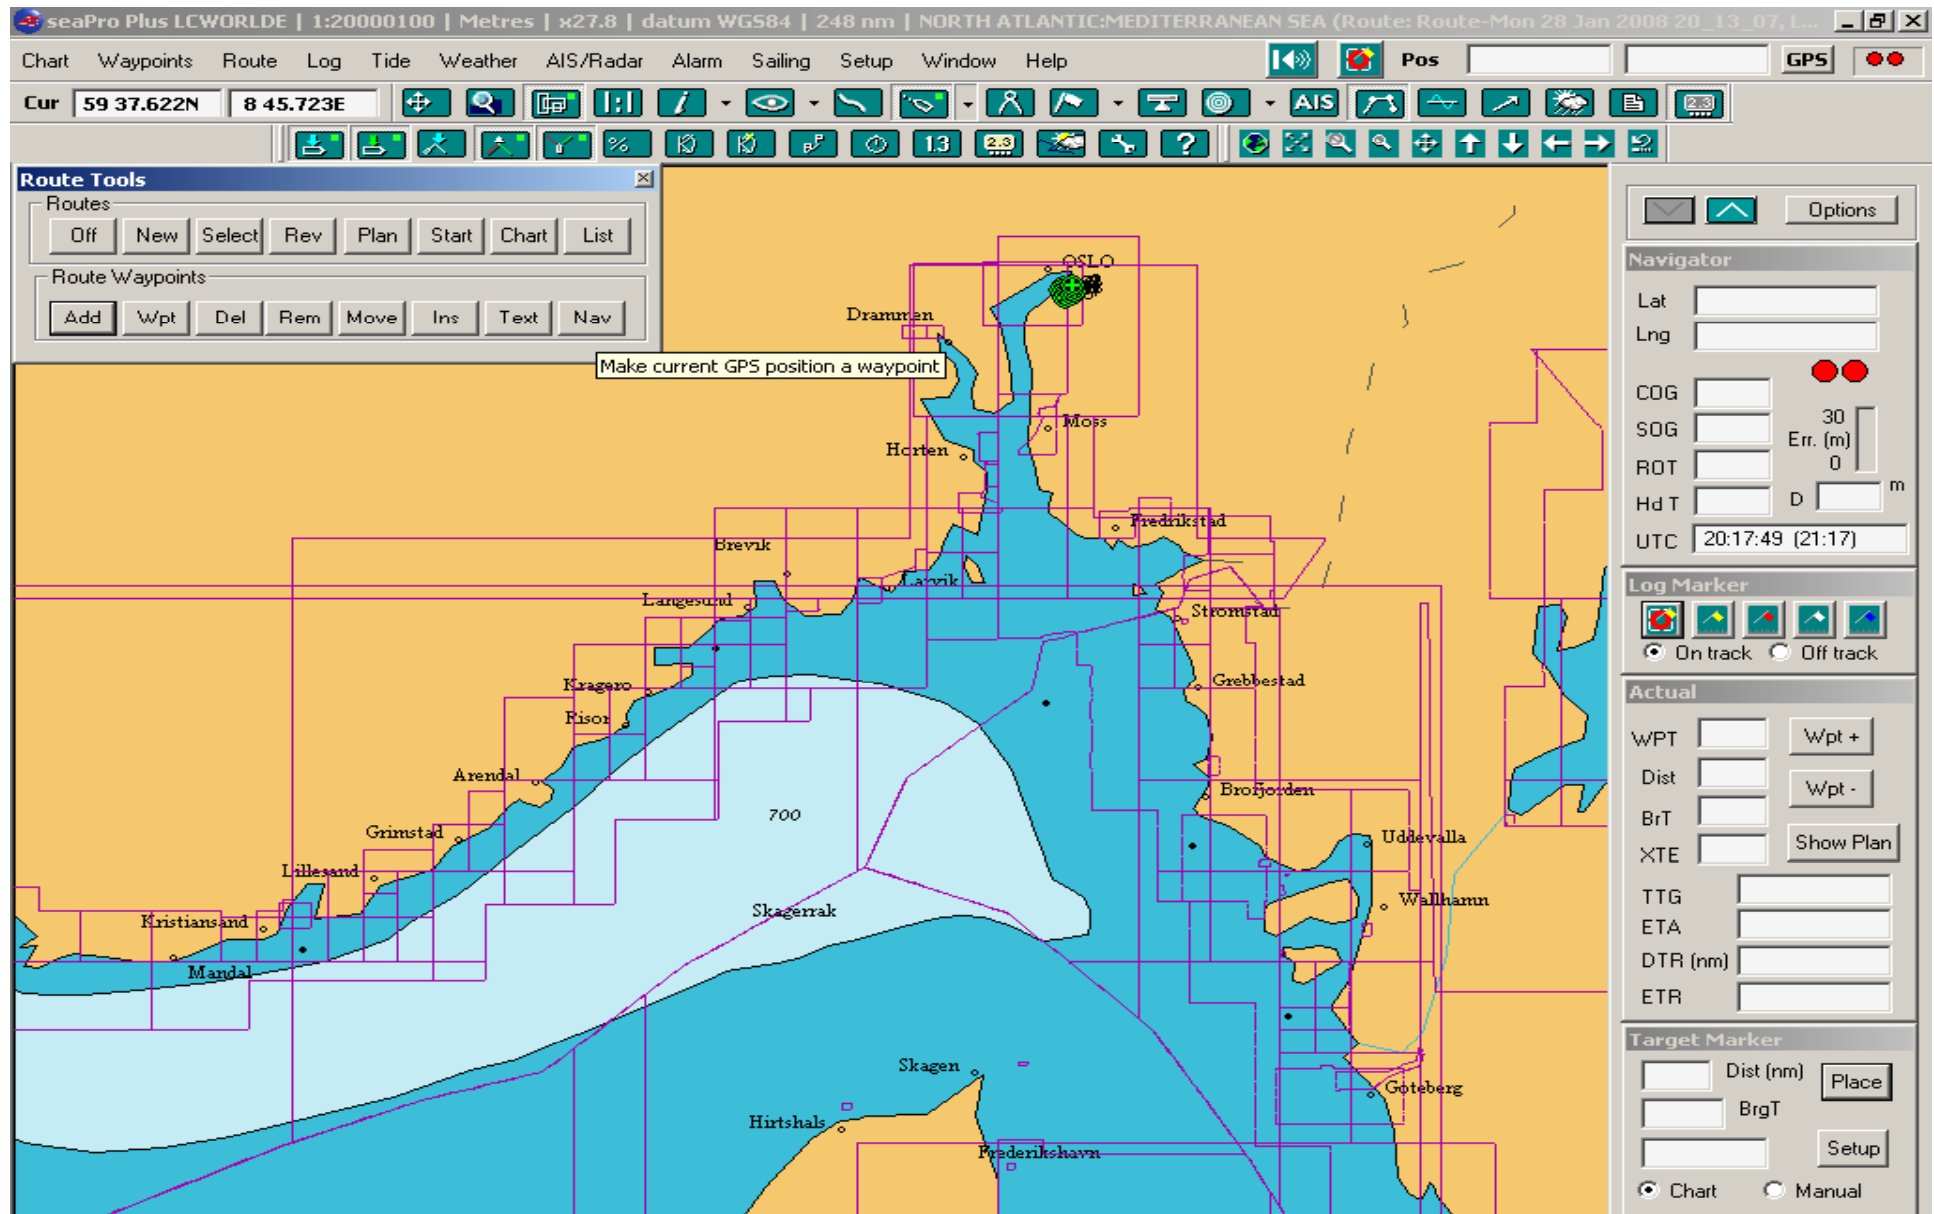 seaPro Plus LCWORLDE | 1:20000100 | Metres | x27.8 | datum WGS84 | 248 nm | NORTH ATLANTIC:MEDITERRANEAN SEA (Route: Route-Mon 28 Jan 2008 20_13_07, L...
Chart Waypoints Route Log Tide Weather AIS/Radar Alarm Sailing Setup Window Help Pos GPS
Cur 59 37.622N 8 45.723E AIS 2.3
% 1.3 2.3 ?
Route Tools
Routes
Off New Select Rev Plan Start Chart List
Route Waypoints
Add Wpt Del Rem Move Ins Text Nav
Make current GPS position a waypoint
OSLO
Drammen
Moss
Horten
Fredrikstad
Brevik
Larvik
Langesund
Stromstad
Kragero
Grebbestad
Risor
Arendal
Brofjorden
700
Grimstad
Uddevalla
Lillesand
Wallhamn
Skagerrak
Kristiansand
Mandal
Skagen
Goteberg
Hirtshals
Frederikshavn
Options
Navigator
Lat
Lng
COG
30
SOG
Err. (m)
ROT
0
Hd T
D
m
UTC 20:17:49 (21:17)
Log Marker
On track Off track
Actual
WPT Wpt +
Dist
Wpt -
BrT
XTE Show Plan
TTG
ETA
DTR (nm)
ETR
Target Marker
Dist (nm) Place
BrgT
Setup
Chart Manual